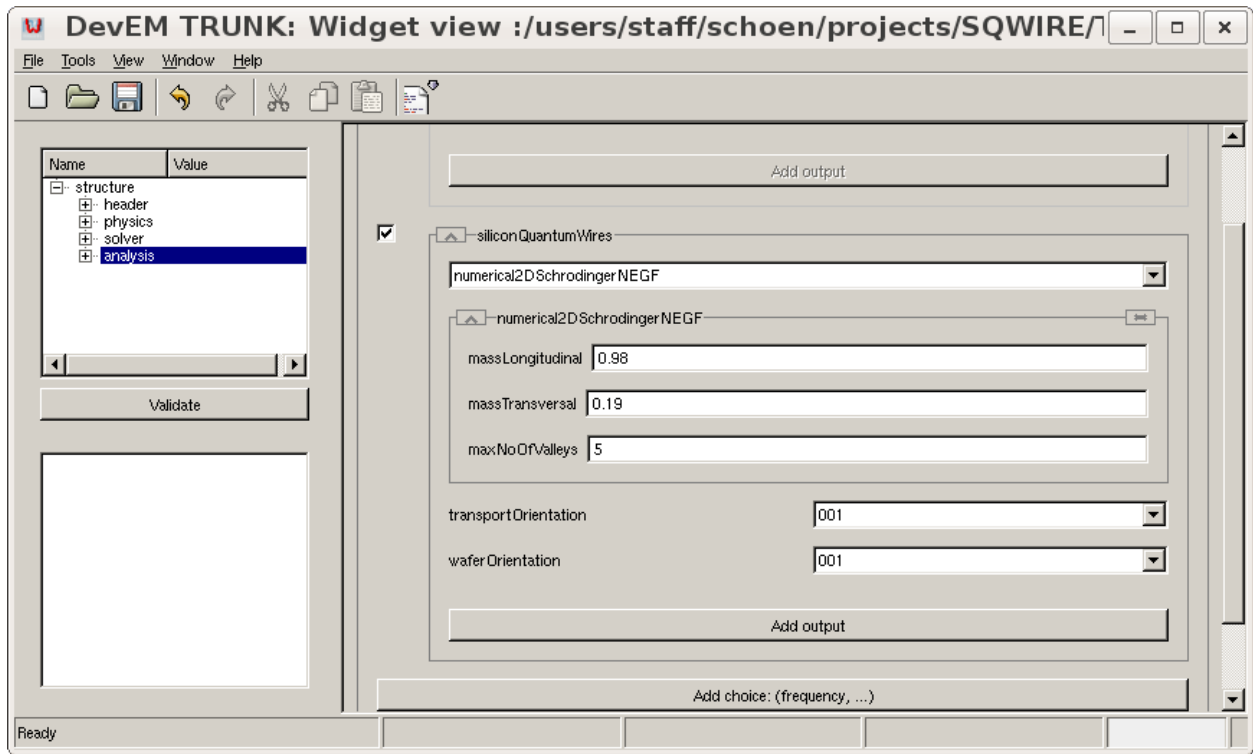 DevEM TRUNK: Widget view :/users/staff/schoen/projects/SQWIRE/T
File Tools View Window Help
Name Value
structure
header
physics
solver
analysis
Validate
Add output
siliconQuantumWires
numerical2DSchrodingerNEGF
numerical2DSchrodingerNEGF
massLongitudinal 0.98
massTransversal 0.19
maxNoOfValleys 5
transportOrientation 001
waferOrientation 001
Add output
Add choice: (frequency, ...)
Ready